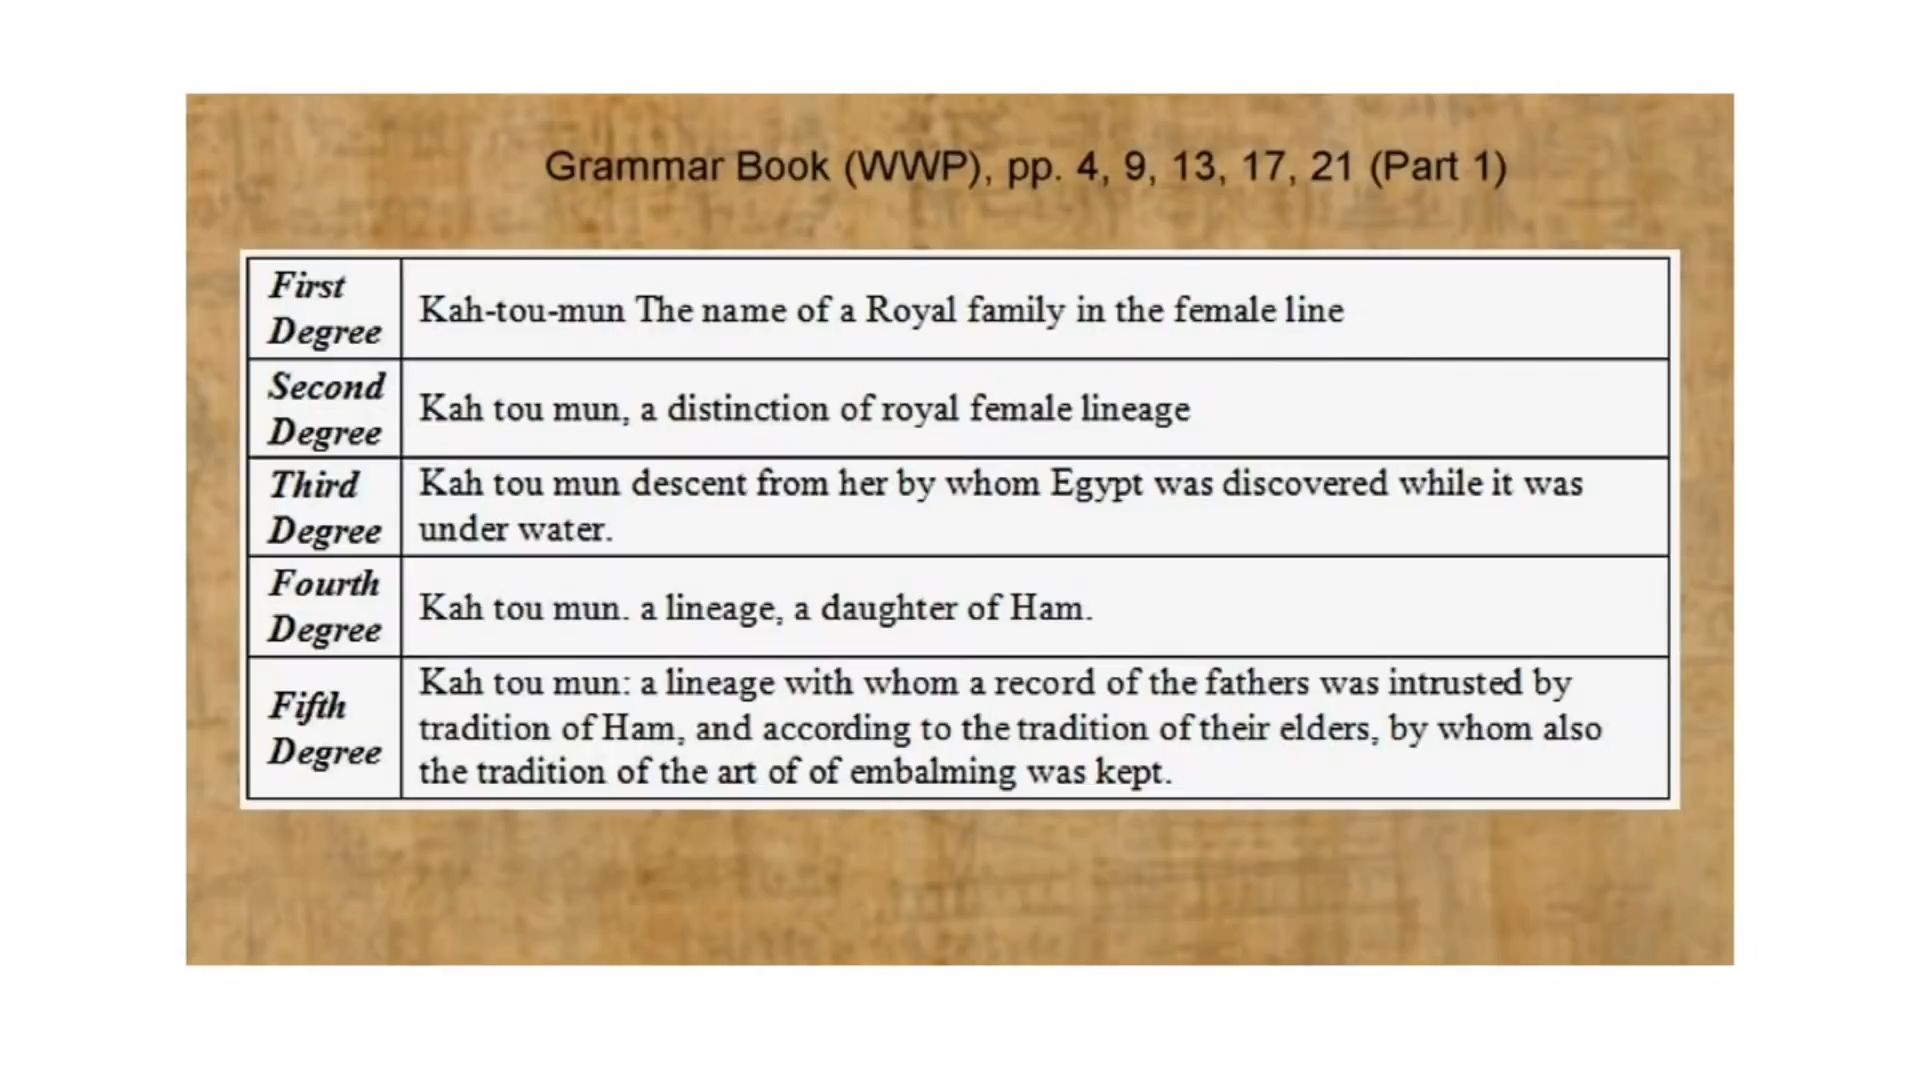 Grammar Book (WWP), pp. 4, 9, 13, 17, 21 (Part 1)
First Degree
Kah-tou-mun The name of a Royal family in the female line
Second Degree
Kah tou mun, a distinction of royal female lineage
Third Degree
Kah tou mun descent from her by whom Egypt was discovered while it was
under water.
Fourth Degree
Kah tou mun. a lineage, a daughter of Ham.
Fifth Degree
Kah tou mun: a lineage with whom a record of the fathers was intrusted by
tradition of Ham, and according to the tradition of their elders, by whom also
the tradition of the art of of embalming was kept.